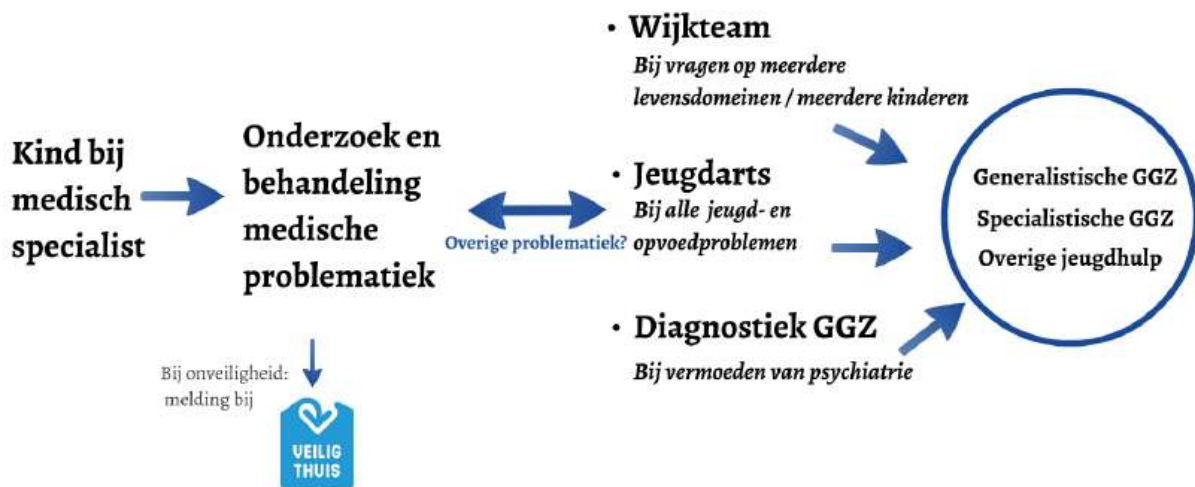 Kind bij
medisch
specialist
Onderzoek en
behandeling
medische
problematiek
Bij onveiligheid:
melding bij
VEILIG
THUIS
Overige problematiek?
• Wijkteam
Bij vragen op meerdere
levensdomeinen / meerdere kinderen
• Jeugdarts
Bij alle jeugd- en
opvoedproblemen
• Diagnostiek GGZ
Bij vermoeden van psychiatrie
Generalistische GGZ
Specialistische GGZ
Overige jeugdhulp